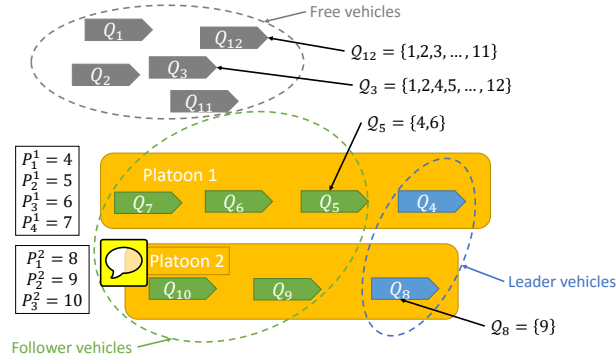 Free vehicles
Q₁
Q₁₂
Q₂
Q₃
Q₁₁
𝒬₁₂ = {1,2,3, … , 11}
𝒬₃ = {1,2,4,5, … , 12}
𝒬₅ = {4,6}
P₁¹ = 4
P₂¹ = 5
P₃¹ = 6
P₄¹ = 7
Platoon 1
Q₇
Q₆
Q₅
Q₄
P₁² = 8
P₂² = 9
P₃² = 10
Platoon 2
Q₁₀
Q₉
Q₈
Leader vehicles
𝒬₈ = {9}
Follower vehicles